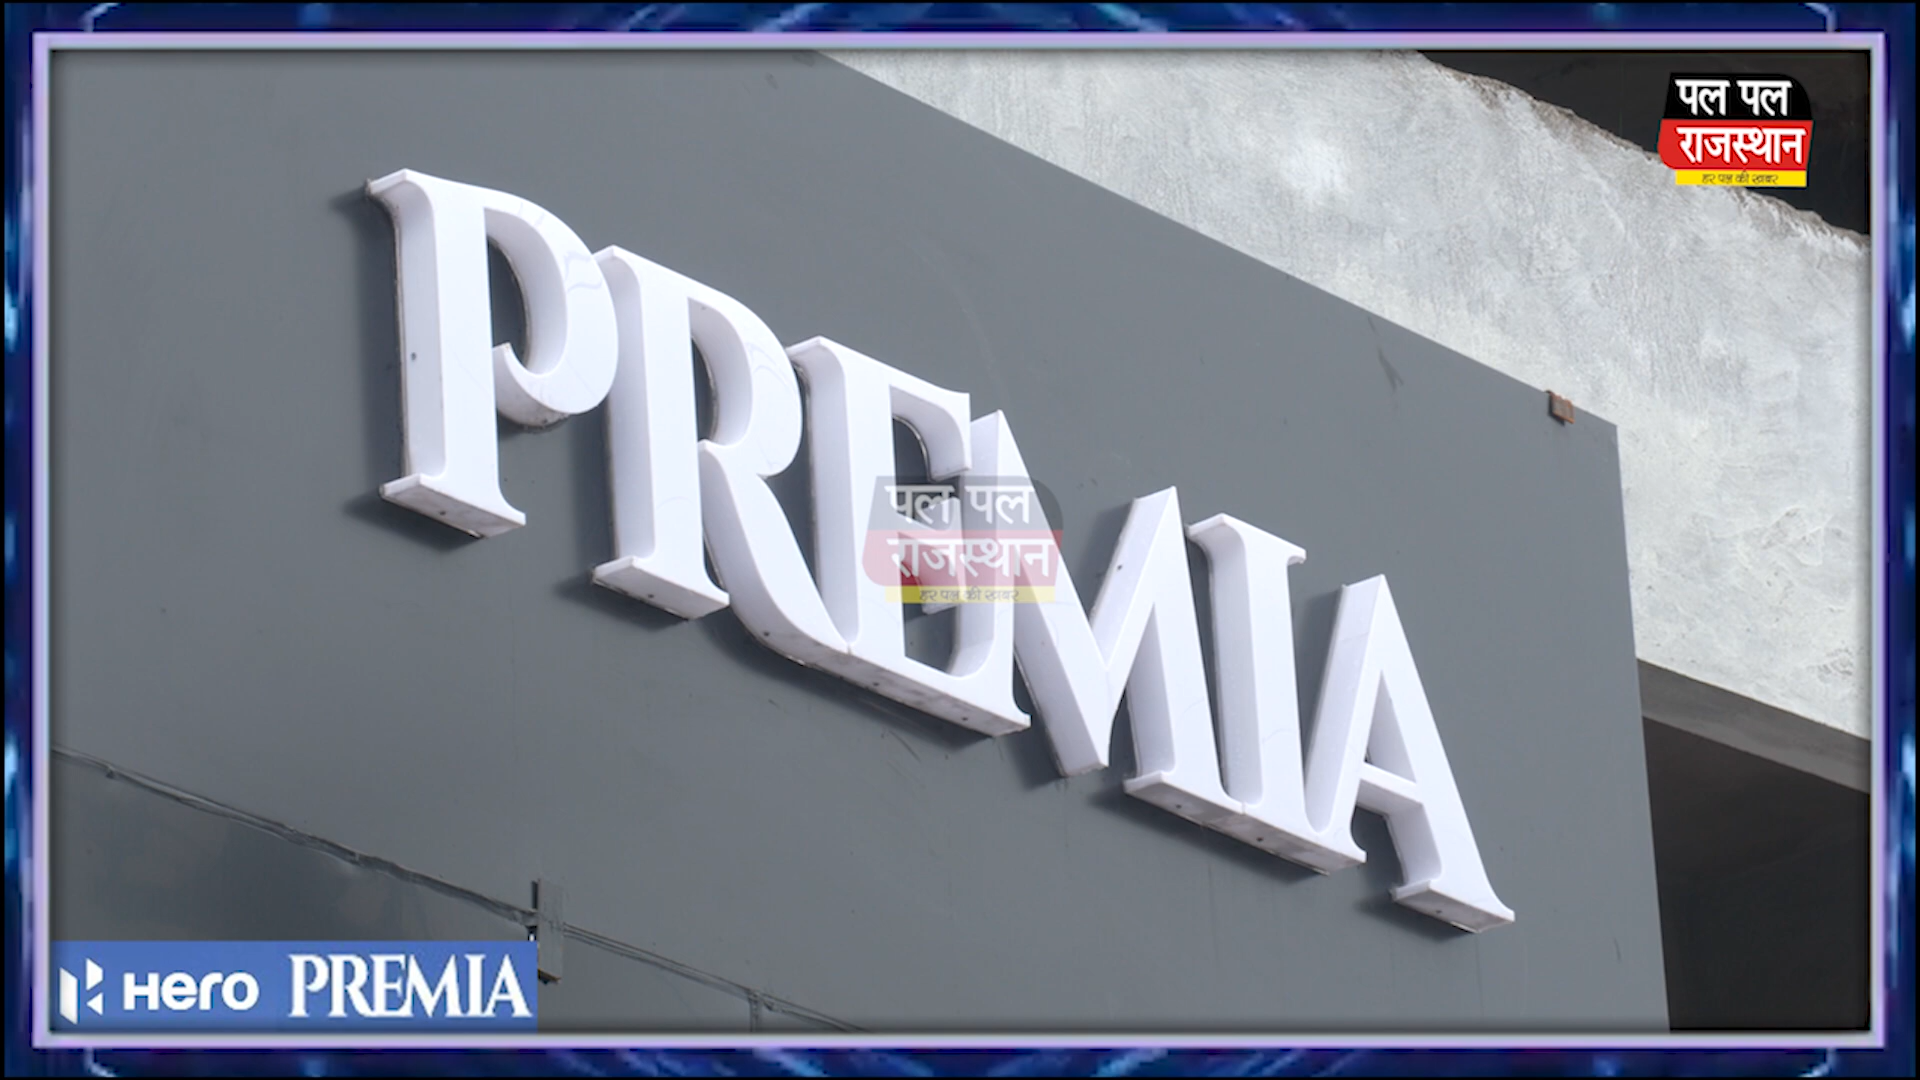 पल पल
राजस्थान
हर पल की खबर
PREMIA
पल पल
राजस्थान
हर पल की खबर
Hero PREMIA